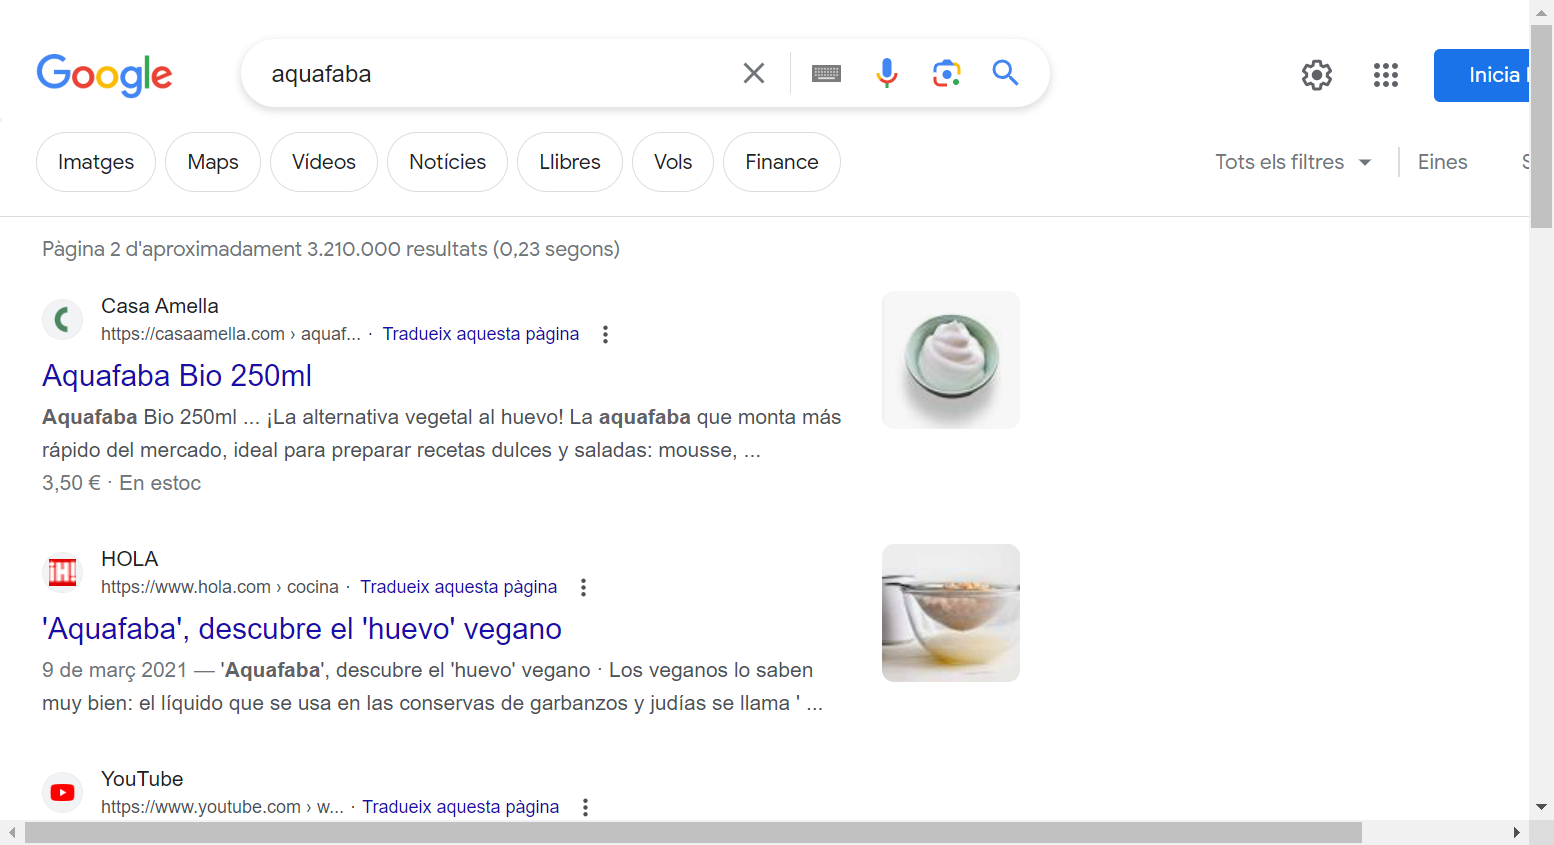 Google
aquafaba
Inicia
Imatges
Maps
Vídeos
Notícies
Llibres
Vols
Finance
Tots els filtres
Eines
Pàgina 2 d'aproximadament 3.210.000 resultats (0,23 segons)
Casa Amella
https://casaamella.com › aquaf... · Tradueix aquesta pàgina
Aquafaba Bio 250ml
Aquafaba Bio 250ml ... ¡La alternativa vegetal al huevo! La aquafaba que monta más
rápido del mercado, ideal para preparar recetas dulces y saladas: mousse, ...
3,50 € · En estoc
¡HOLA!
HOLA
https://www.hola.com › cocina · Tradueix aquesta pàgina
'Aquafaba', descubre el 'huevo' vegano
9 de març 2021 — 'Aquafaba', descubre el 'huevo' vegano · Los veganos lo saben
muy bien: el líquido que se usa en las conservas de garbanzos y judías se llama ' ...
YouTube
https://www.youtube.com › w... · Tradueix aquesta pàgina